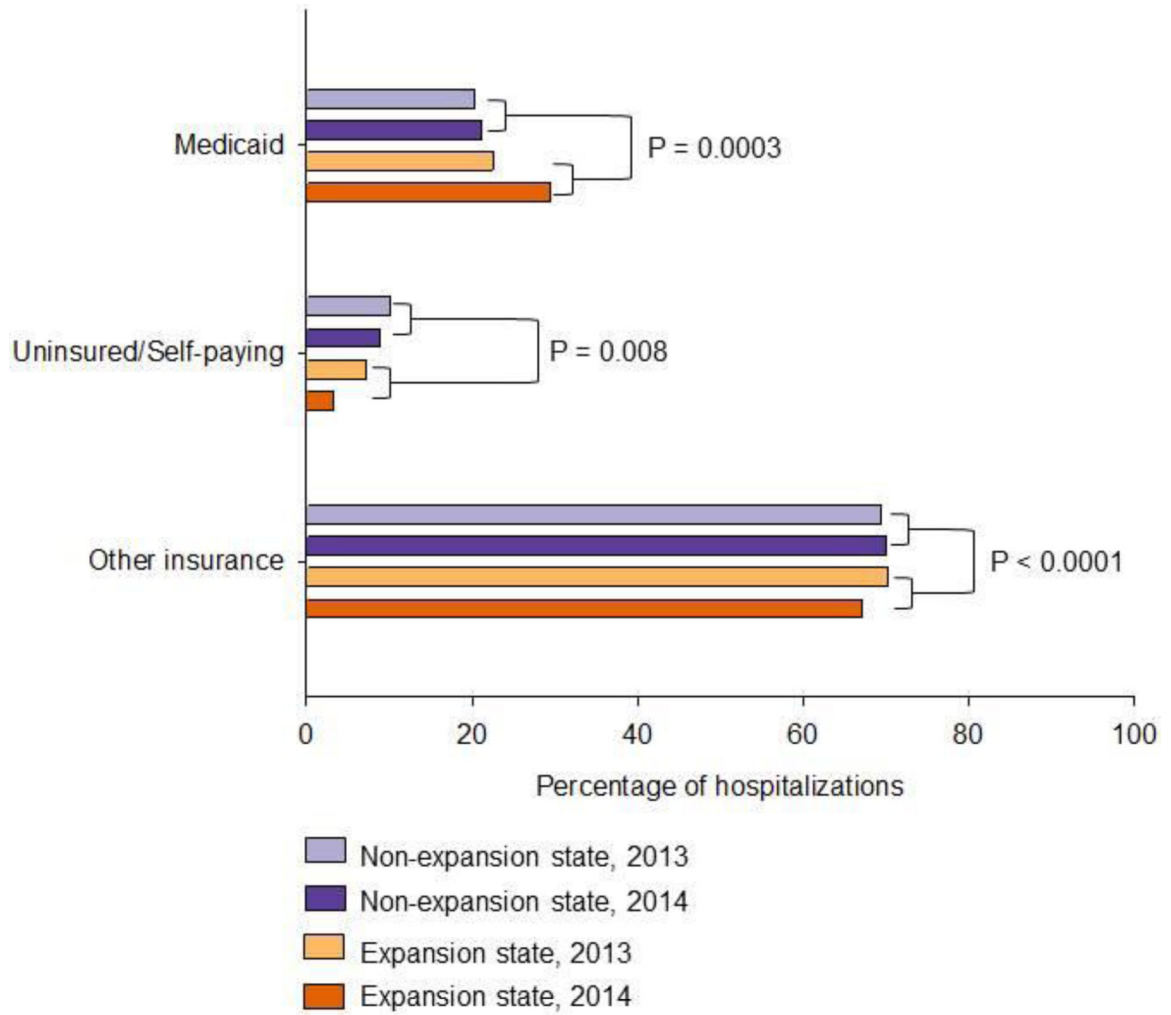 Medicaid
P = 0.0003
Uninsured/Self-paying
P = 0.008
Other insurance
P < 0.0001
0 20 40 60 80 100
Percentage of hospitalizations
Non-expansion state, 2013
Non-expansion state, 2014
Expansion state, 2013
Expansion state, 2014